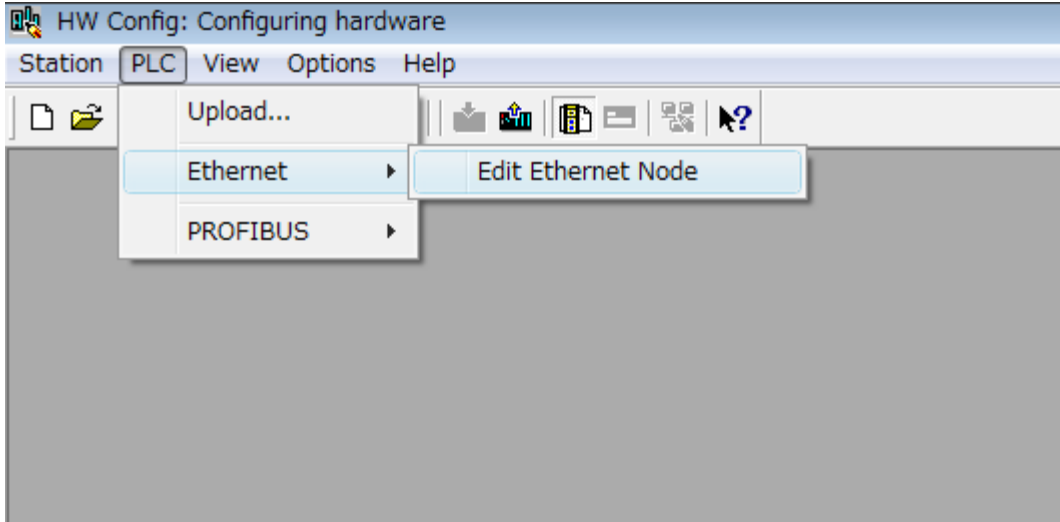 HW Config: Configuring hardware
Station PLC View Options Help
Upload...
Ethernet Edit Ethernet Node
PROFIBUS